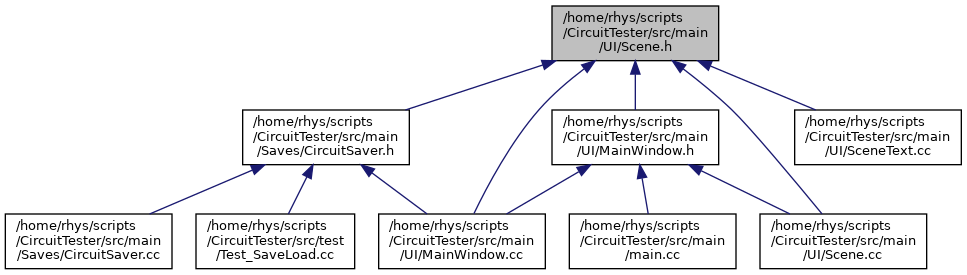 /home/rhys/scripts
/CircuitTester/src/main
/UI/Scene.h
/home/rhys/scripts
/CircuitTester/src/main
/Saves/CircuitSaver.h
/home/rhys/scripts
/CircuitTester/src/main
/UI/MainWindow.h
/home/rhys/scripts
/CircuitTester/src/main
/UI/SceneText.cc
/home/rhys/scripts
/CircuitTester/src/main
/Saves/CircuitSaver.cc
/home/rhys/scripts
/CircuitTester/src/test
/Test_SaveLoad.cc
/home/rhys/scripts
/CircuitTester/src/main
/UI/MainWindow.cc
/home/rhys/scripts
/CircuitTester/src/main
/main.cc
/home/rhys/scripts
/CircuitTester/src/main
/UI/Scene.cc